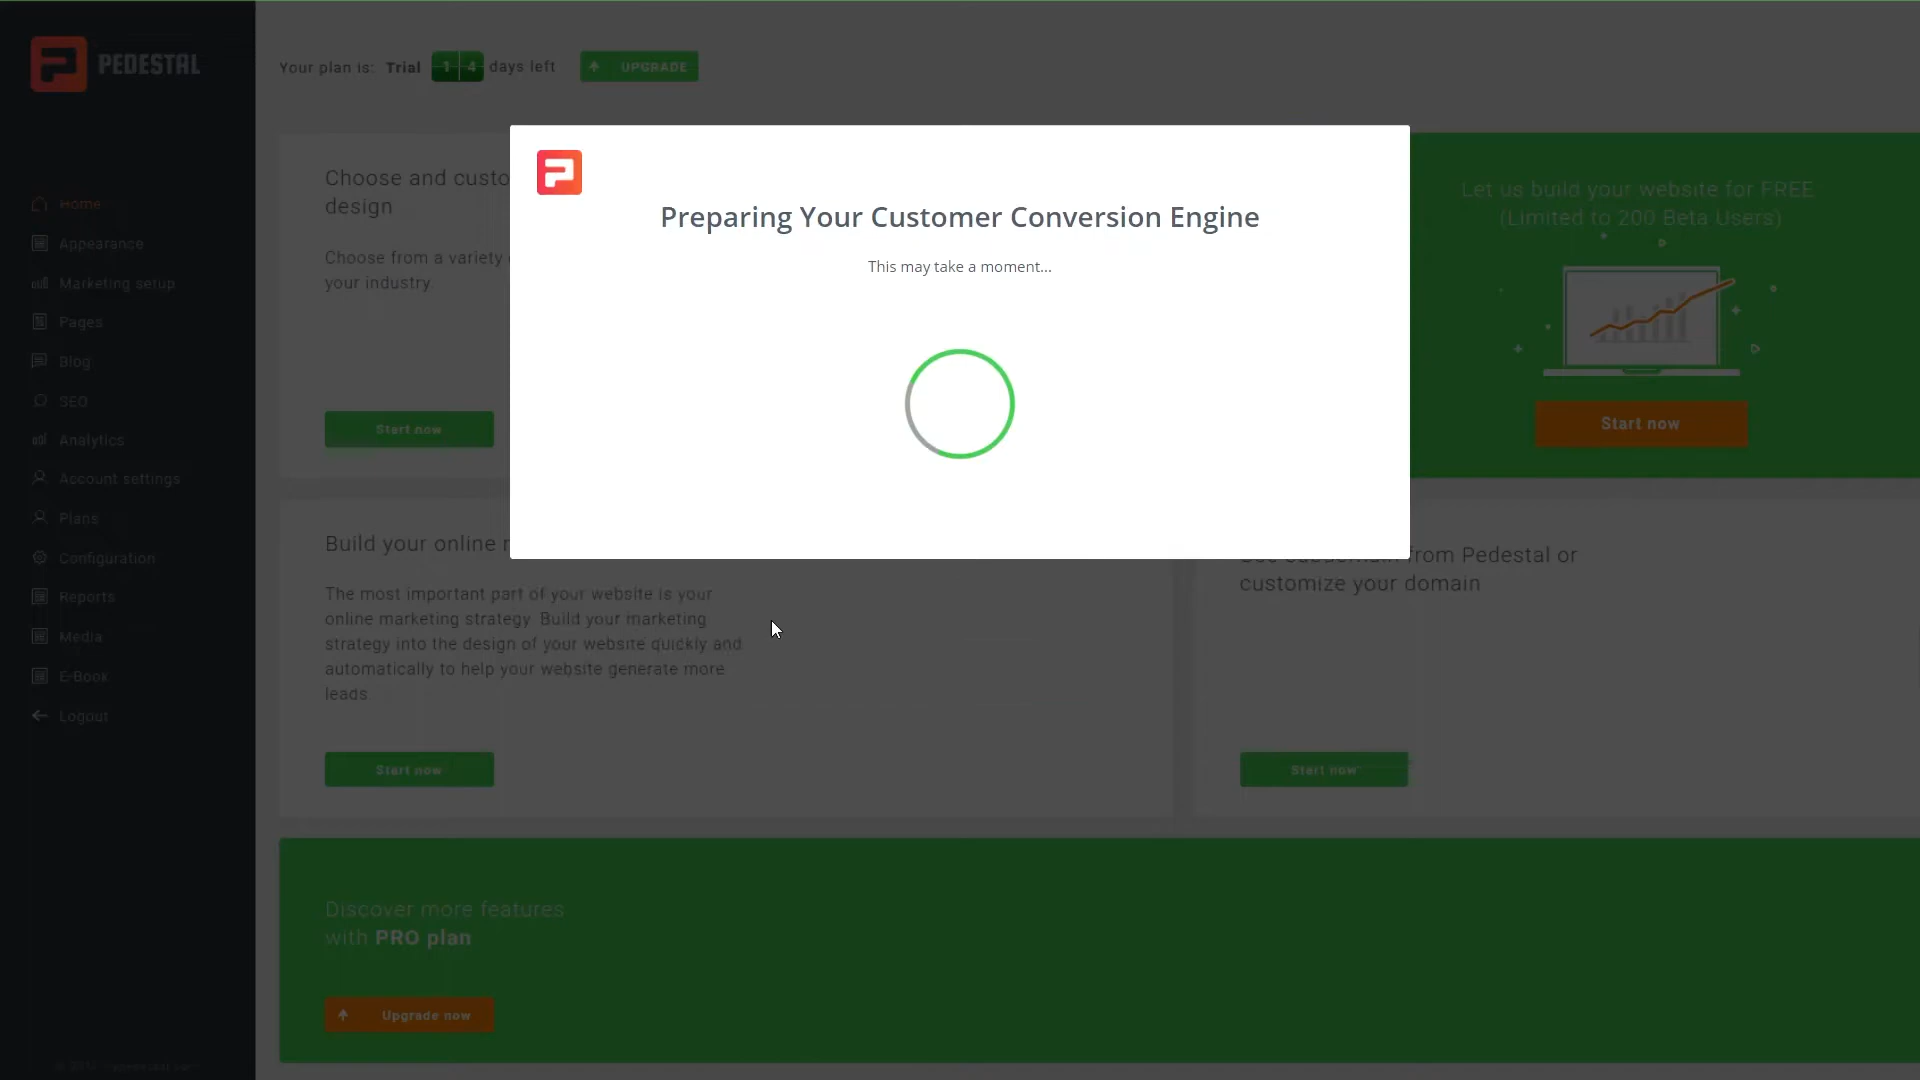 PEDESTAL
Your plan is: Trial 14 days left
UPGRADE
Home
Appearance
Marketing setup
Pages
Blog
SEO
Analytics
Account settings
Plans
Configuration
Reports
Media
E-Book
Logout
Preparing Your Customer Conversion Engine
This may take a moment...
Choose and custo
design
Choose from a variety
your industry
Start now
Let us build your website for FREE
(Limited to 200 Beta Users)
Start now
Build your online
The most important part of your website is your
online marketing strategy. Build your marketing
strategy into the design of your website quickly and
automatically to help your website generate more
leads.
Start now
from Pedestal or
customize your domain
Start now
Discover more features
with PRO plan
Upgrade now